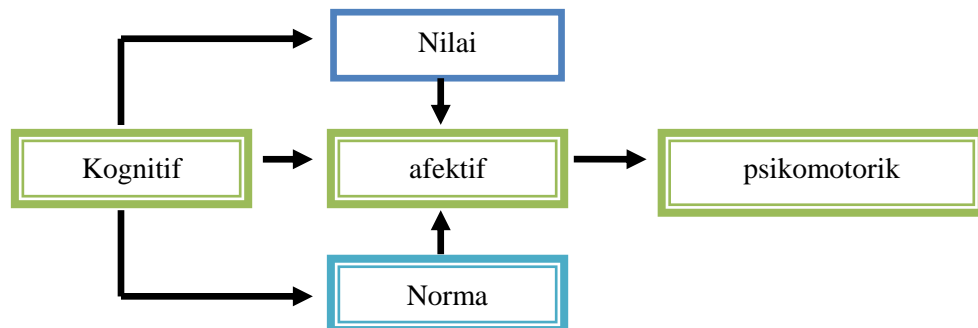 Nilai
Kognitif
afektif
psikomotorik
Norma